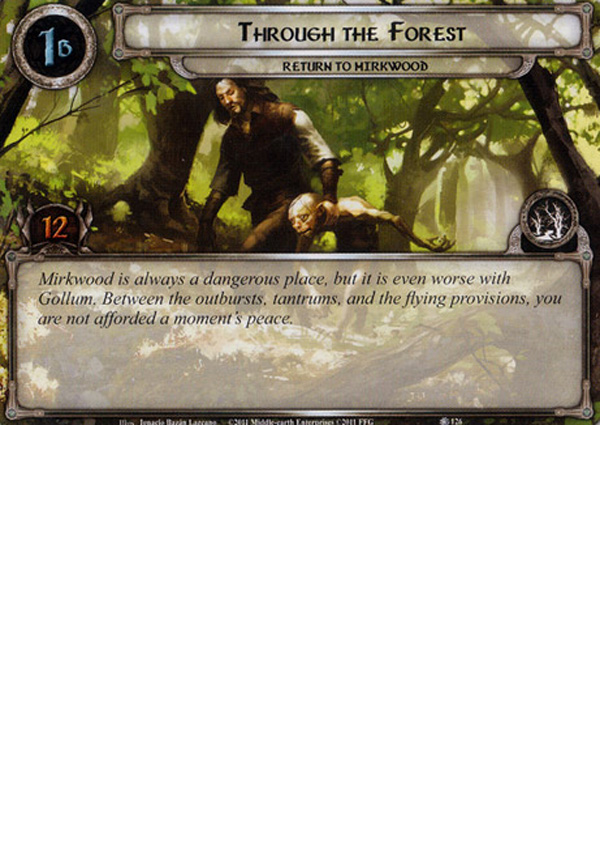 1B
THROUGH THE FOREST
RETURN TO MIRKWOOD
12
Mirkwood is always a dangerous place, but it is even worse with
Gollum. Between the outbursts, tantrums, and the flying provisions, you
are not afforded a moment's peace.
Illus. Ignacio Bazán Lazcano ©2011 Middle-earth Enterprises ©2011 FFG 126